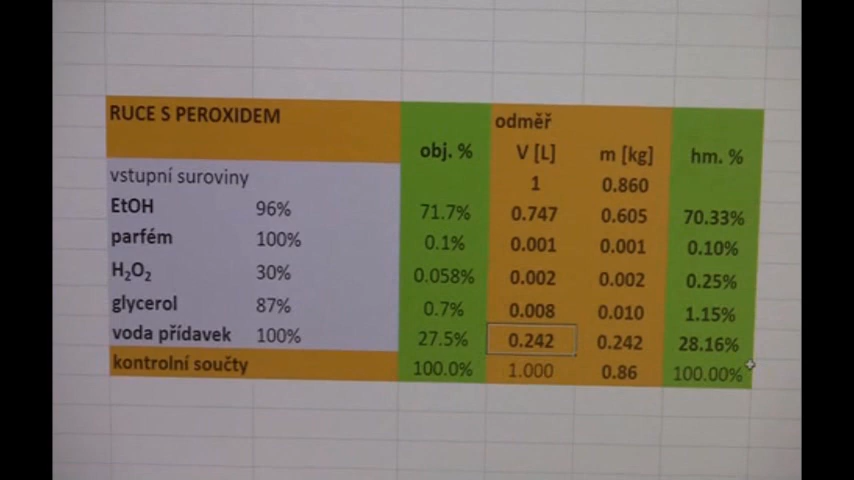 RUCE S PEROXIDEM odměř
obj. % V [L] m [kg] hm. %
vstupní suroviny 1 0.860
EtOH 96% 71.7% 0.747 0.605 70.33%
parfém 100% 0.1% 0.001 0.001 0.10%
H₂O₂ 30% 0.058% 0.002 0.002 0.25%
glycerol 87% 0.7% 0.008 0.010 1.15%
voda přídavek 100% 27.5% 0.242 0.242 28.16%
kontrolní součty 100.0% 1.000 0.86 100.00%